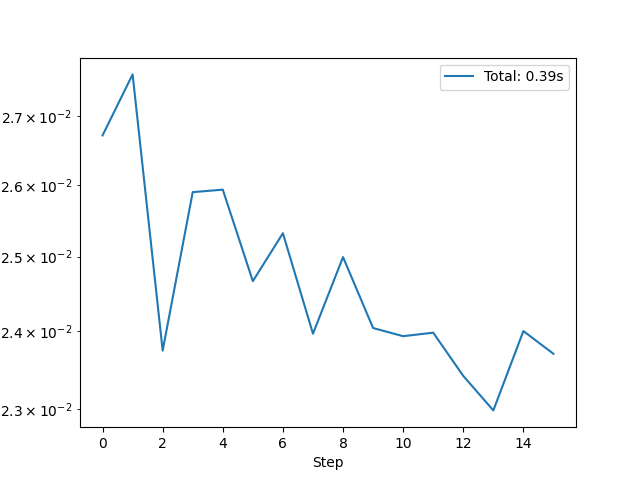 Total: 0.39s
2.7 × 10⁻²
2.6 × 10⁻²
2.5 × 10⁻²
2.4 × 10⁻²
2.3 × 10⁻²
0 2 4 6 8 10 12 14
Step